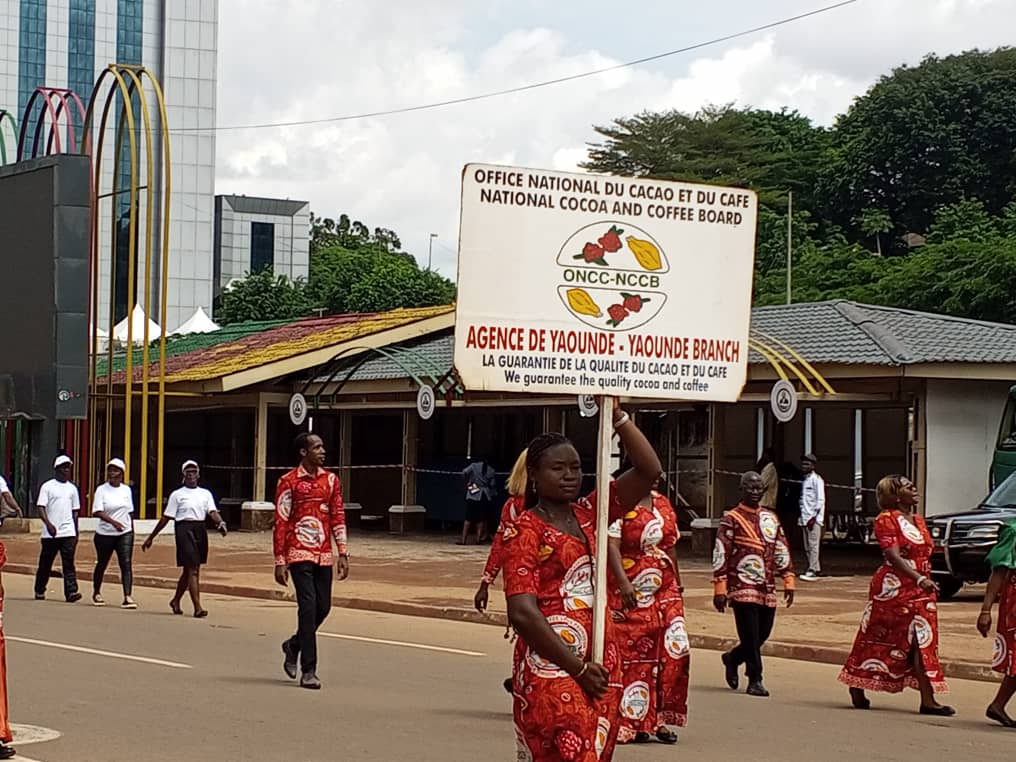 OFFICE NATIONAL DU CACAO ET DU CAFE
NATIONAL COCOA AND COFFEE BOARD
ONCC-NCCB
AGENCE DE YAOUNDE - YAOUNDE BRANCH
LA GUARANTIE DE LA QUALITE DU CACAO ET DU CAFE
We guarantee the quality cocoa and coffee